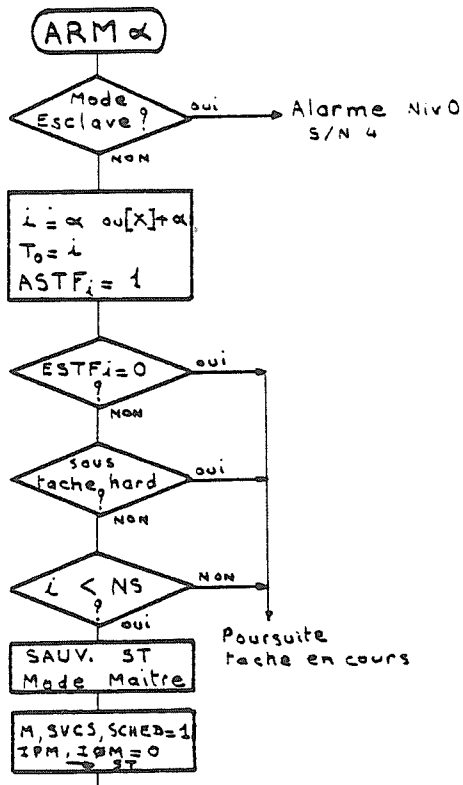 ARM α
Mode
Esclave?
oui
Alarme Niv 0
S/N 4
NON
i = α ou [X]+α
T₀ = i
ASTFᵢ = 1
ESTFi=0
?
oui
NON
sous
tache hard
?
oui
NON
i < NS
?
NON
oui
Poursuite
tache en cours
SAUV. ST
Mode Maitre
M, SVCS, SCHED=1
IPM, IØM = 0
→ ST